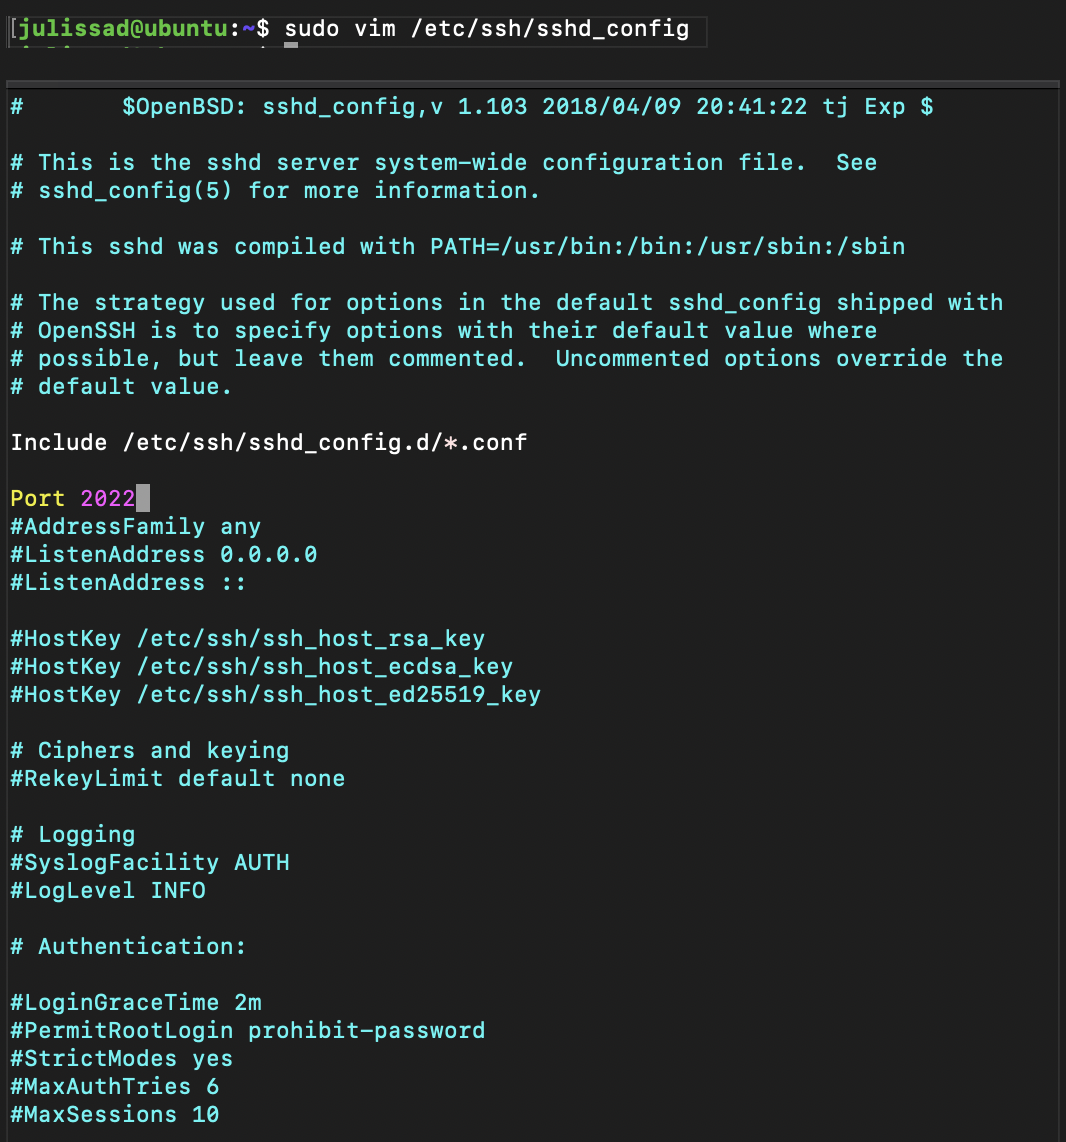 [julissad@ubuntu:~$ sudo vim /etc/ssh/sshd_config
#       $OpenBSD: sshd_config,v 1.103 2018/04/09 20:41:22 tj Exp $
# This is the sshd server system-wide configuration file.  See
# sshd_config(5) for more information.
# This sshd was compiled with PATH=/usr/bin:/bin:/usr/sbin:/sbin
# The strategy used for options in the default sshd_config shipped with
# OpenSSH is to specify options with their default value where
# possible, but leave them commented.  Uncommented options override the
# default value.
Include /etc/ssh/sshd_config.d/*.conf
Port 2022
#AddressFamily any
#ListenAddress 0.0.0.0
#ListenAddress ::
#HostKey /etc/ssh/ssh_host_rsa_key
#HostKey /etc/ssh/ssh_host_ecdsa_key
#HostKey /etc/ssh/ssh_host_ed25519_key
# Ciphers and keying
#RekeyLimit default none
# Logging
#SyslogFacility AUTH
#LogLevel INFO
# Authentication:
#LoginGraceTime 2m
#PermitRootLogin prohibit-password
#StrictModes yes
#MaxAuthTries 6
#MaxSessions 10